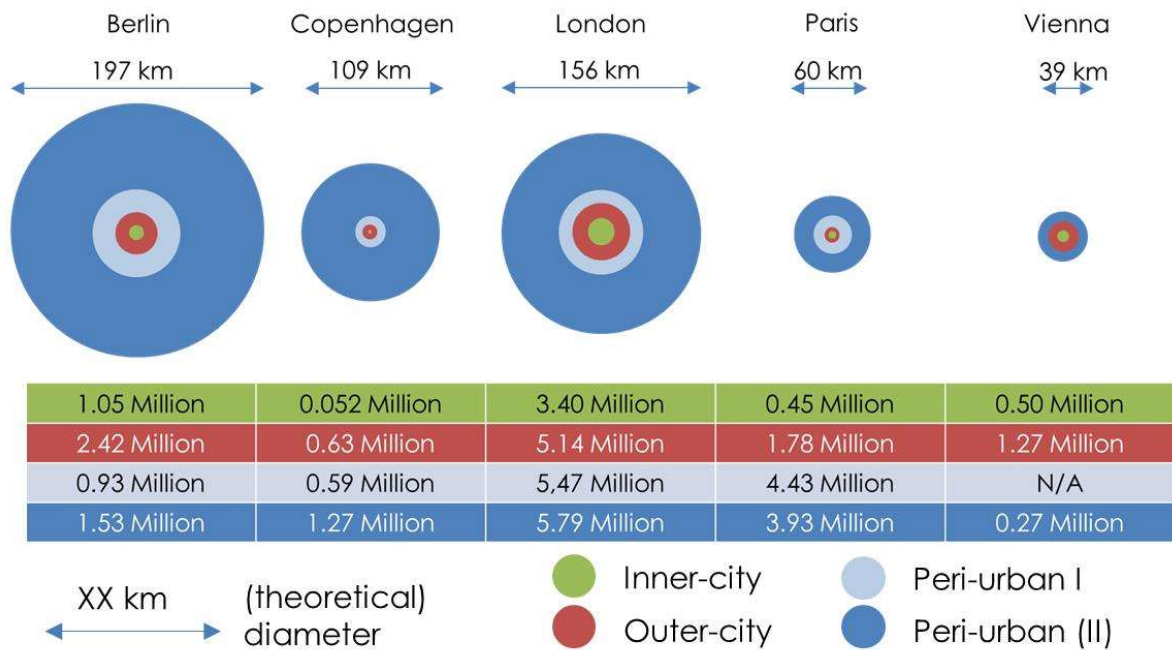 Berlin Copenhagen London Paris Vienna
197 km 109 km 156 km 60 km 39 km
1.05 Million 0.052 Million 3.40 Million 0.45 Million 0.50 Million
2.42 Million 0.63 Million 5.14 Million 1.78 Million 1.27 Million
0.93 Million 0.59 Million 5,47 Million 4.43 Million N/A
1.53 Million 1.27 Million 5.79 Million 3.93 Million 0.27 Million
XX km (theoretical)
diameter
Inner-city Peri-urban I
Outer-city Peri-urban (II)